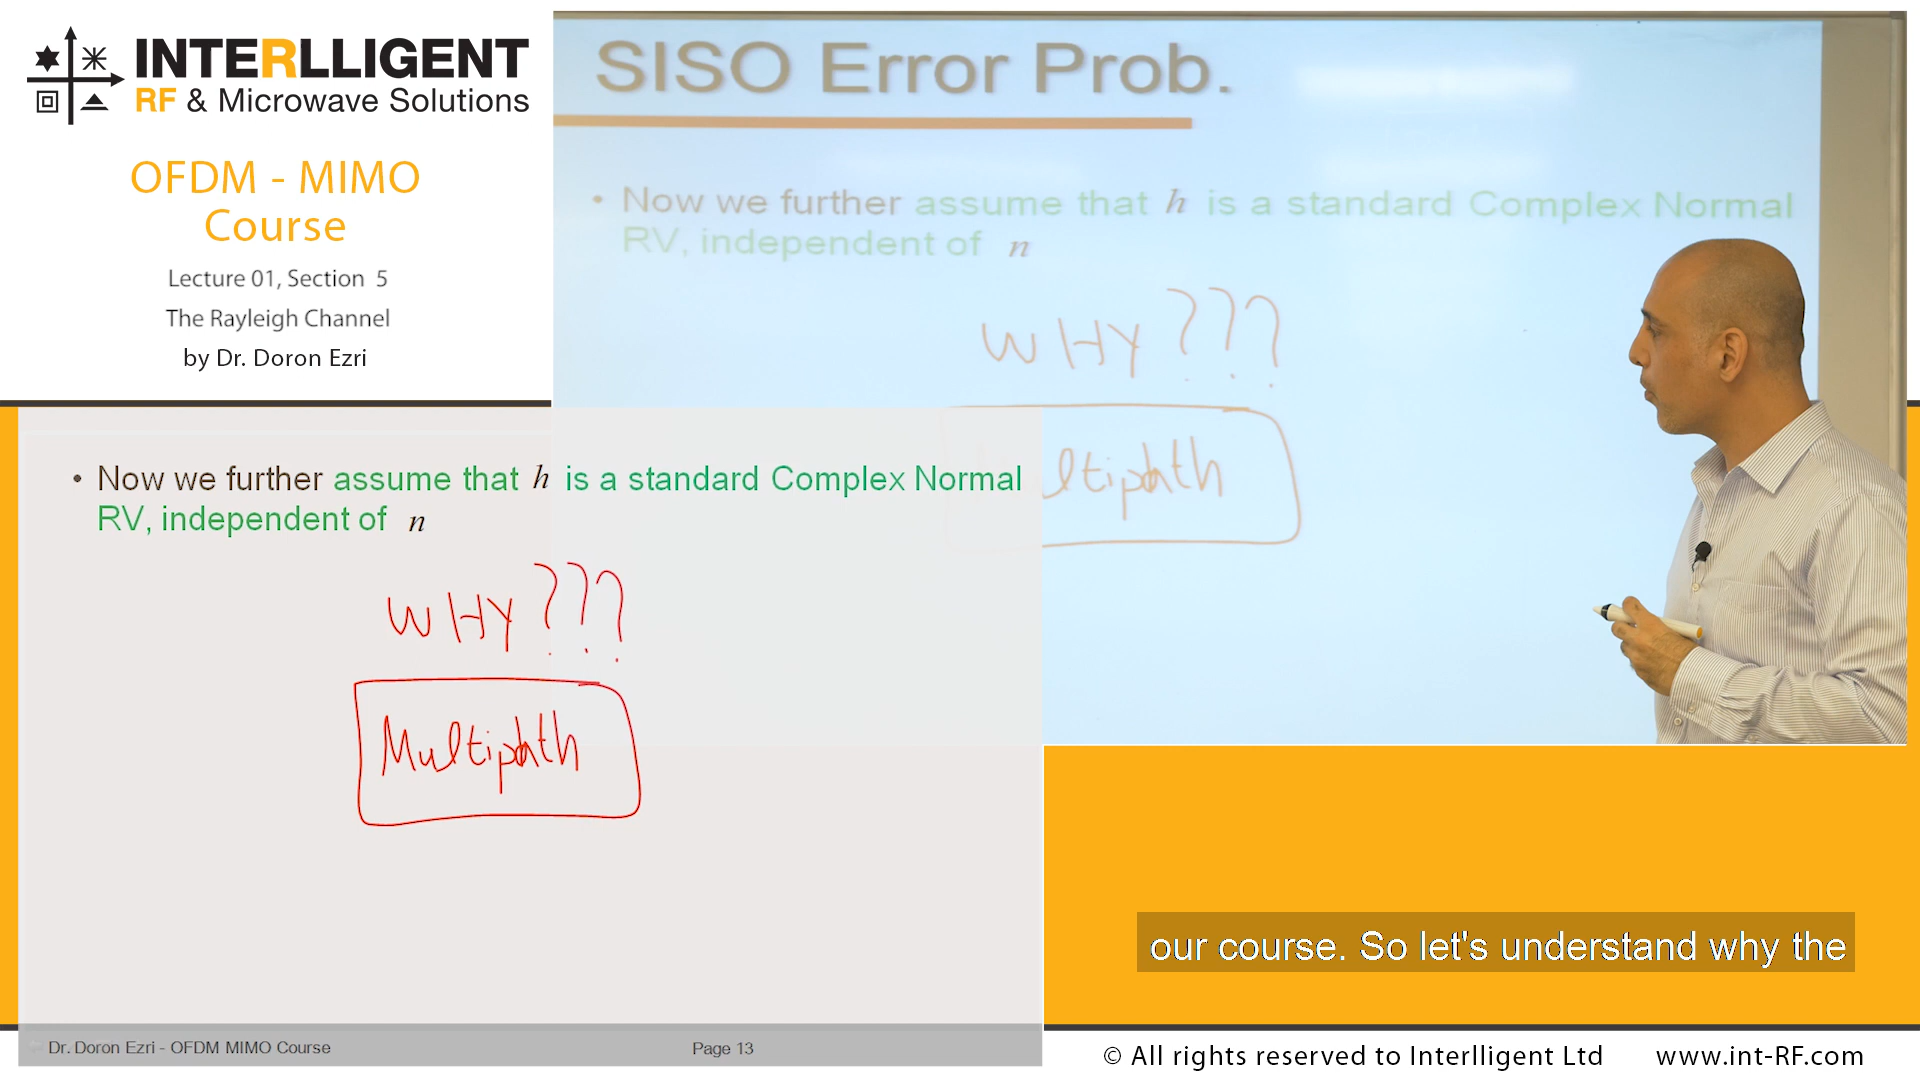 INTERLLIGENT
RF & Microwave Solutions
OFDM - MIMO
Course
Lecture 01, Section 5
The Rayleigh Channel
by Dr. Doron Ezri
SISO Error Prob.
• Now we further assume that h is a standard Complex Normal
RV, independent of n
WHY???
ultipath
• Now we further assume that h is a standard Complex Normal
RV, independent of n
WHY???
Multipath
our course. So let's understand why the
Dr. Doron Ezri - OFDM MIMO Course
Page 13
© All rights reserved to Interlligent Ltd
www.int-RF.com